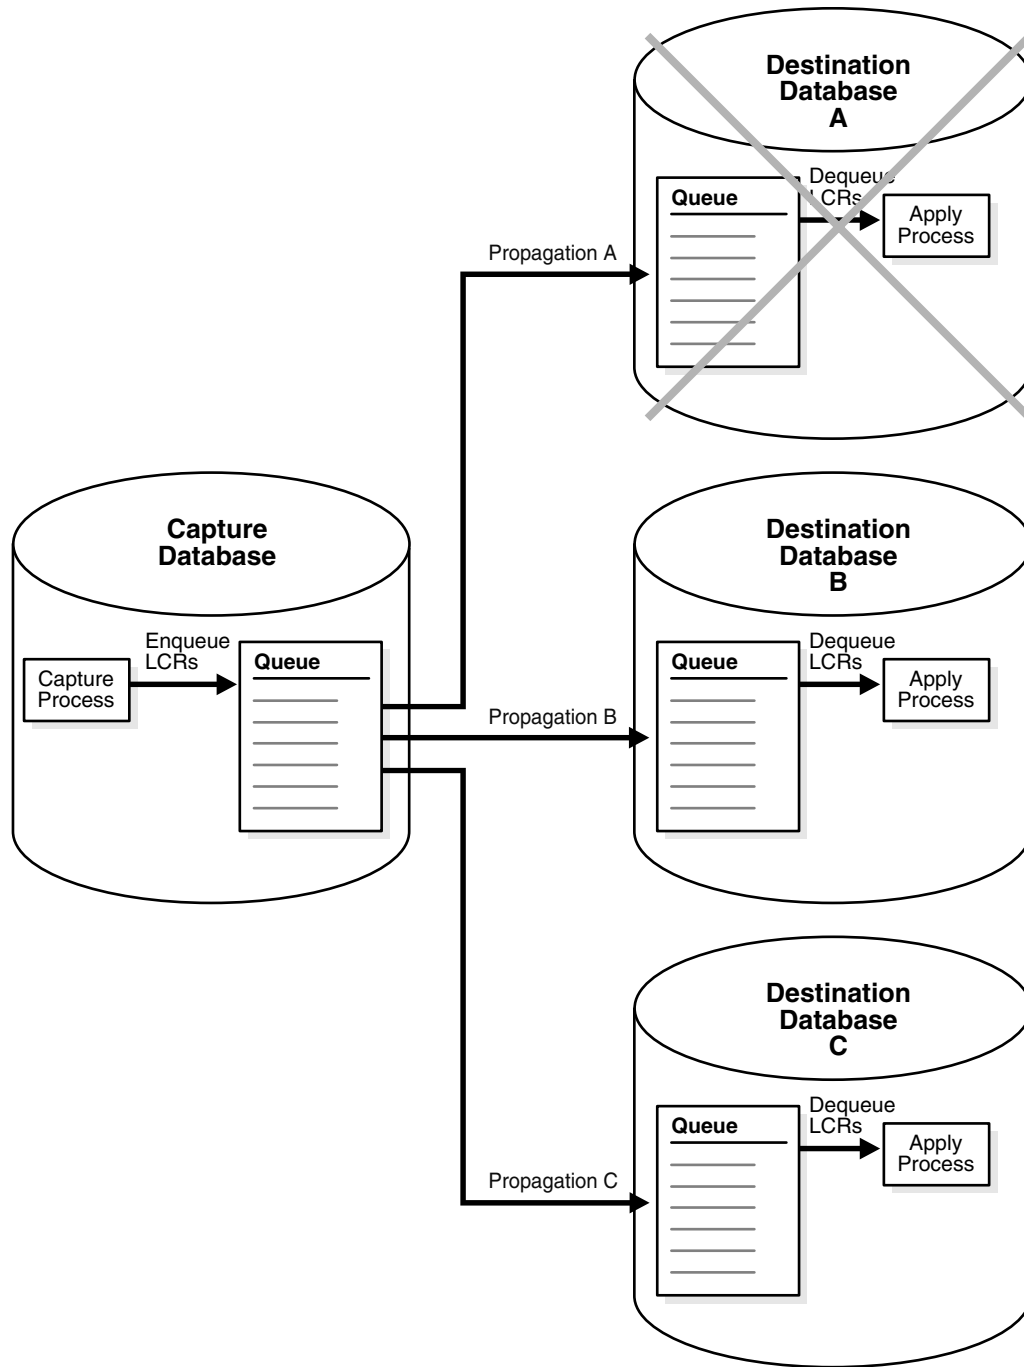 Destination
Database
A
Dequeue
LCRs
Queue
Apply
Process
Propagation A
Capture
Database
Destination
Database
B
Enqueue
LCRs
Queue
Capture
Process
Propagation B
Dequeue
LCRs
Queue
Apply
Process
Destination
Database
C
Dequeue
LCRs
Queue
Apply
Process
Propagation C